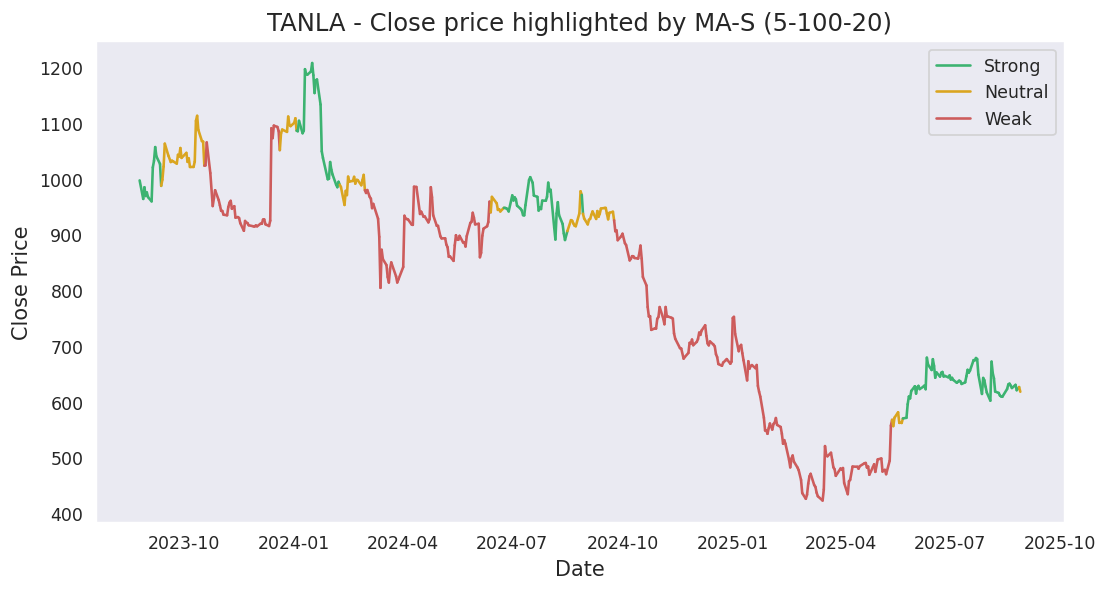 TANLA - Close price highlighted by MA-S (5-100-20)
Strong
Neutral
Weak
Close Price
1200
1100
1000
900
800
700
600
500
400
2023-10 2024-01 2024-04 2024-07 2024-10 2025-01 2025-04 2025-07 2025-10
Date